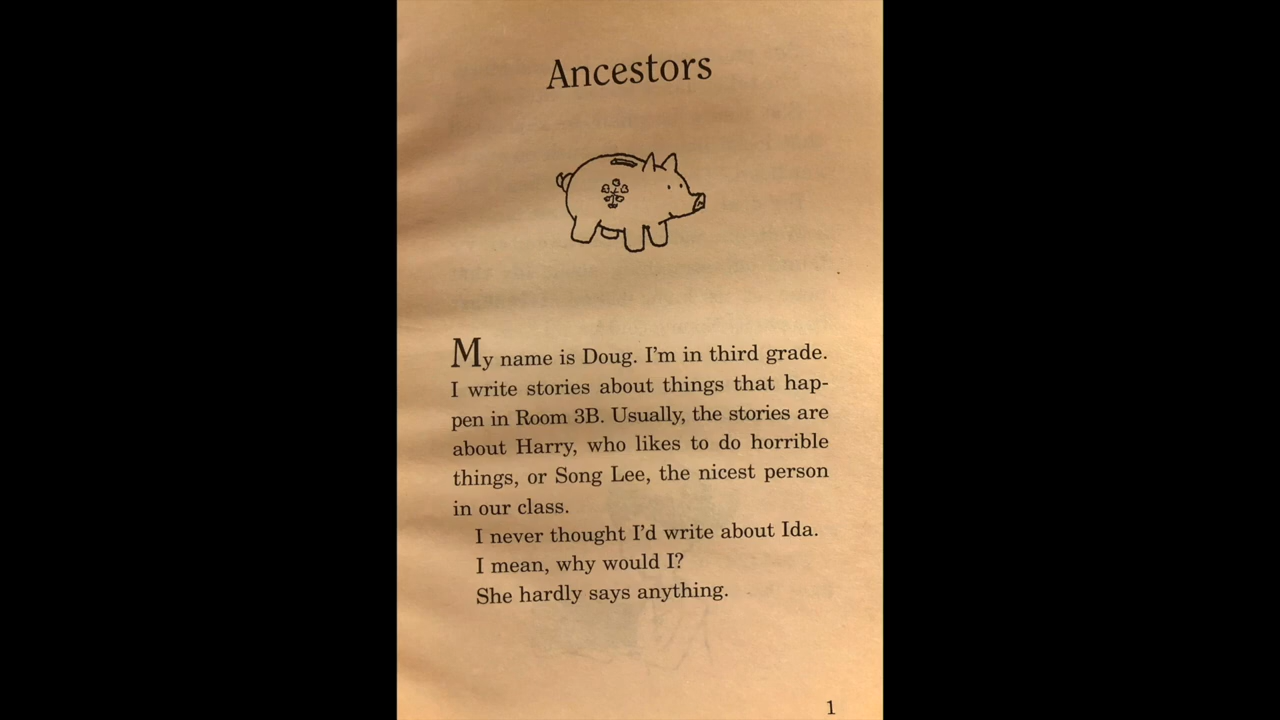 Ancestors
My name is Doug. I'm in third grade.
I write stories about things that hap-
pen in Room 3B. Usually, the stories are
about Harry, who likes to do horrible
things, or Song Lee, the nicest person
in our class.
I never thought I'd write about Ida.
I mean, why would I?
She hardly says anything.
1